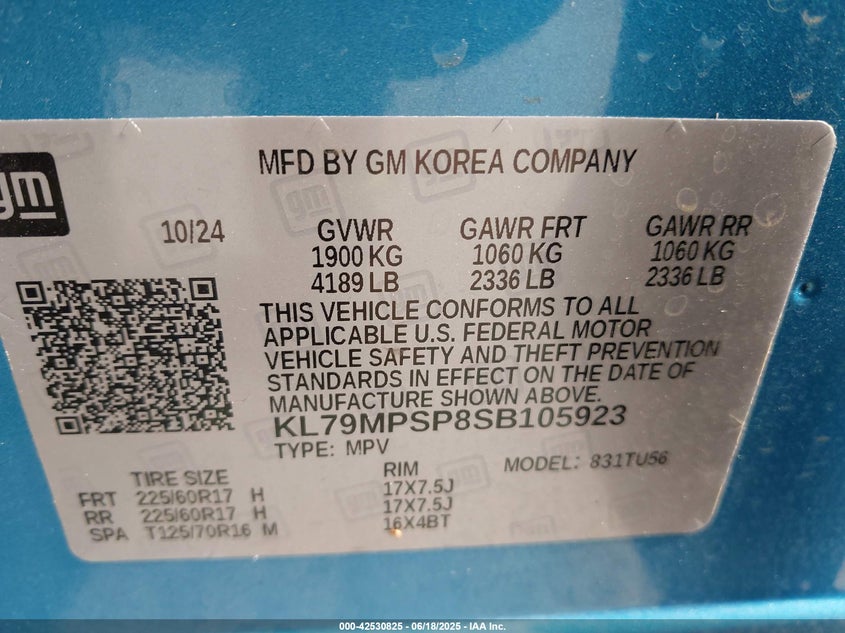 gm
MFD BY GM KOREA COMPANY
10/24 GVWR GAWR FRT GAWR RR
1900 KG 1060 KG 1060 KG
4189 LB 2336 LB 2336 LB
THIS VEHICLE CONFORMS TO ALL
APPLICABLE U.S. FEDERAL MOTOR
VEHICLE SAFETY AND THEFT PREVENTION
STANDARDS IN EFFECT ON THE DATE OF
MANUFACTURE SHOWN ABOVE.
KL79MPSP8SB105923
TYPE: MPV MODEL: 831TU56
TIRE SIZE RIM
FRT 225/60R17 H 17X7.5J
RR 225/60R17 H 17X7.5J
SPA T125/70R16 M 16X4BT
000-42530825 - 06/18/2025 - IAA Inc.